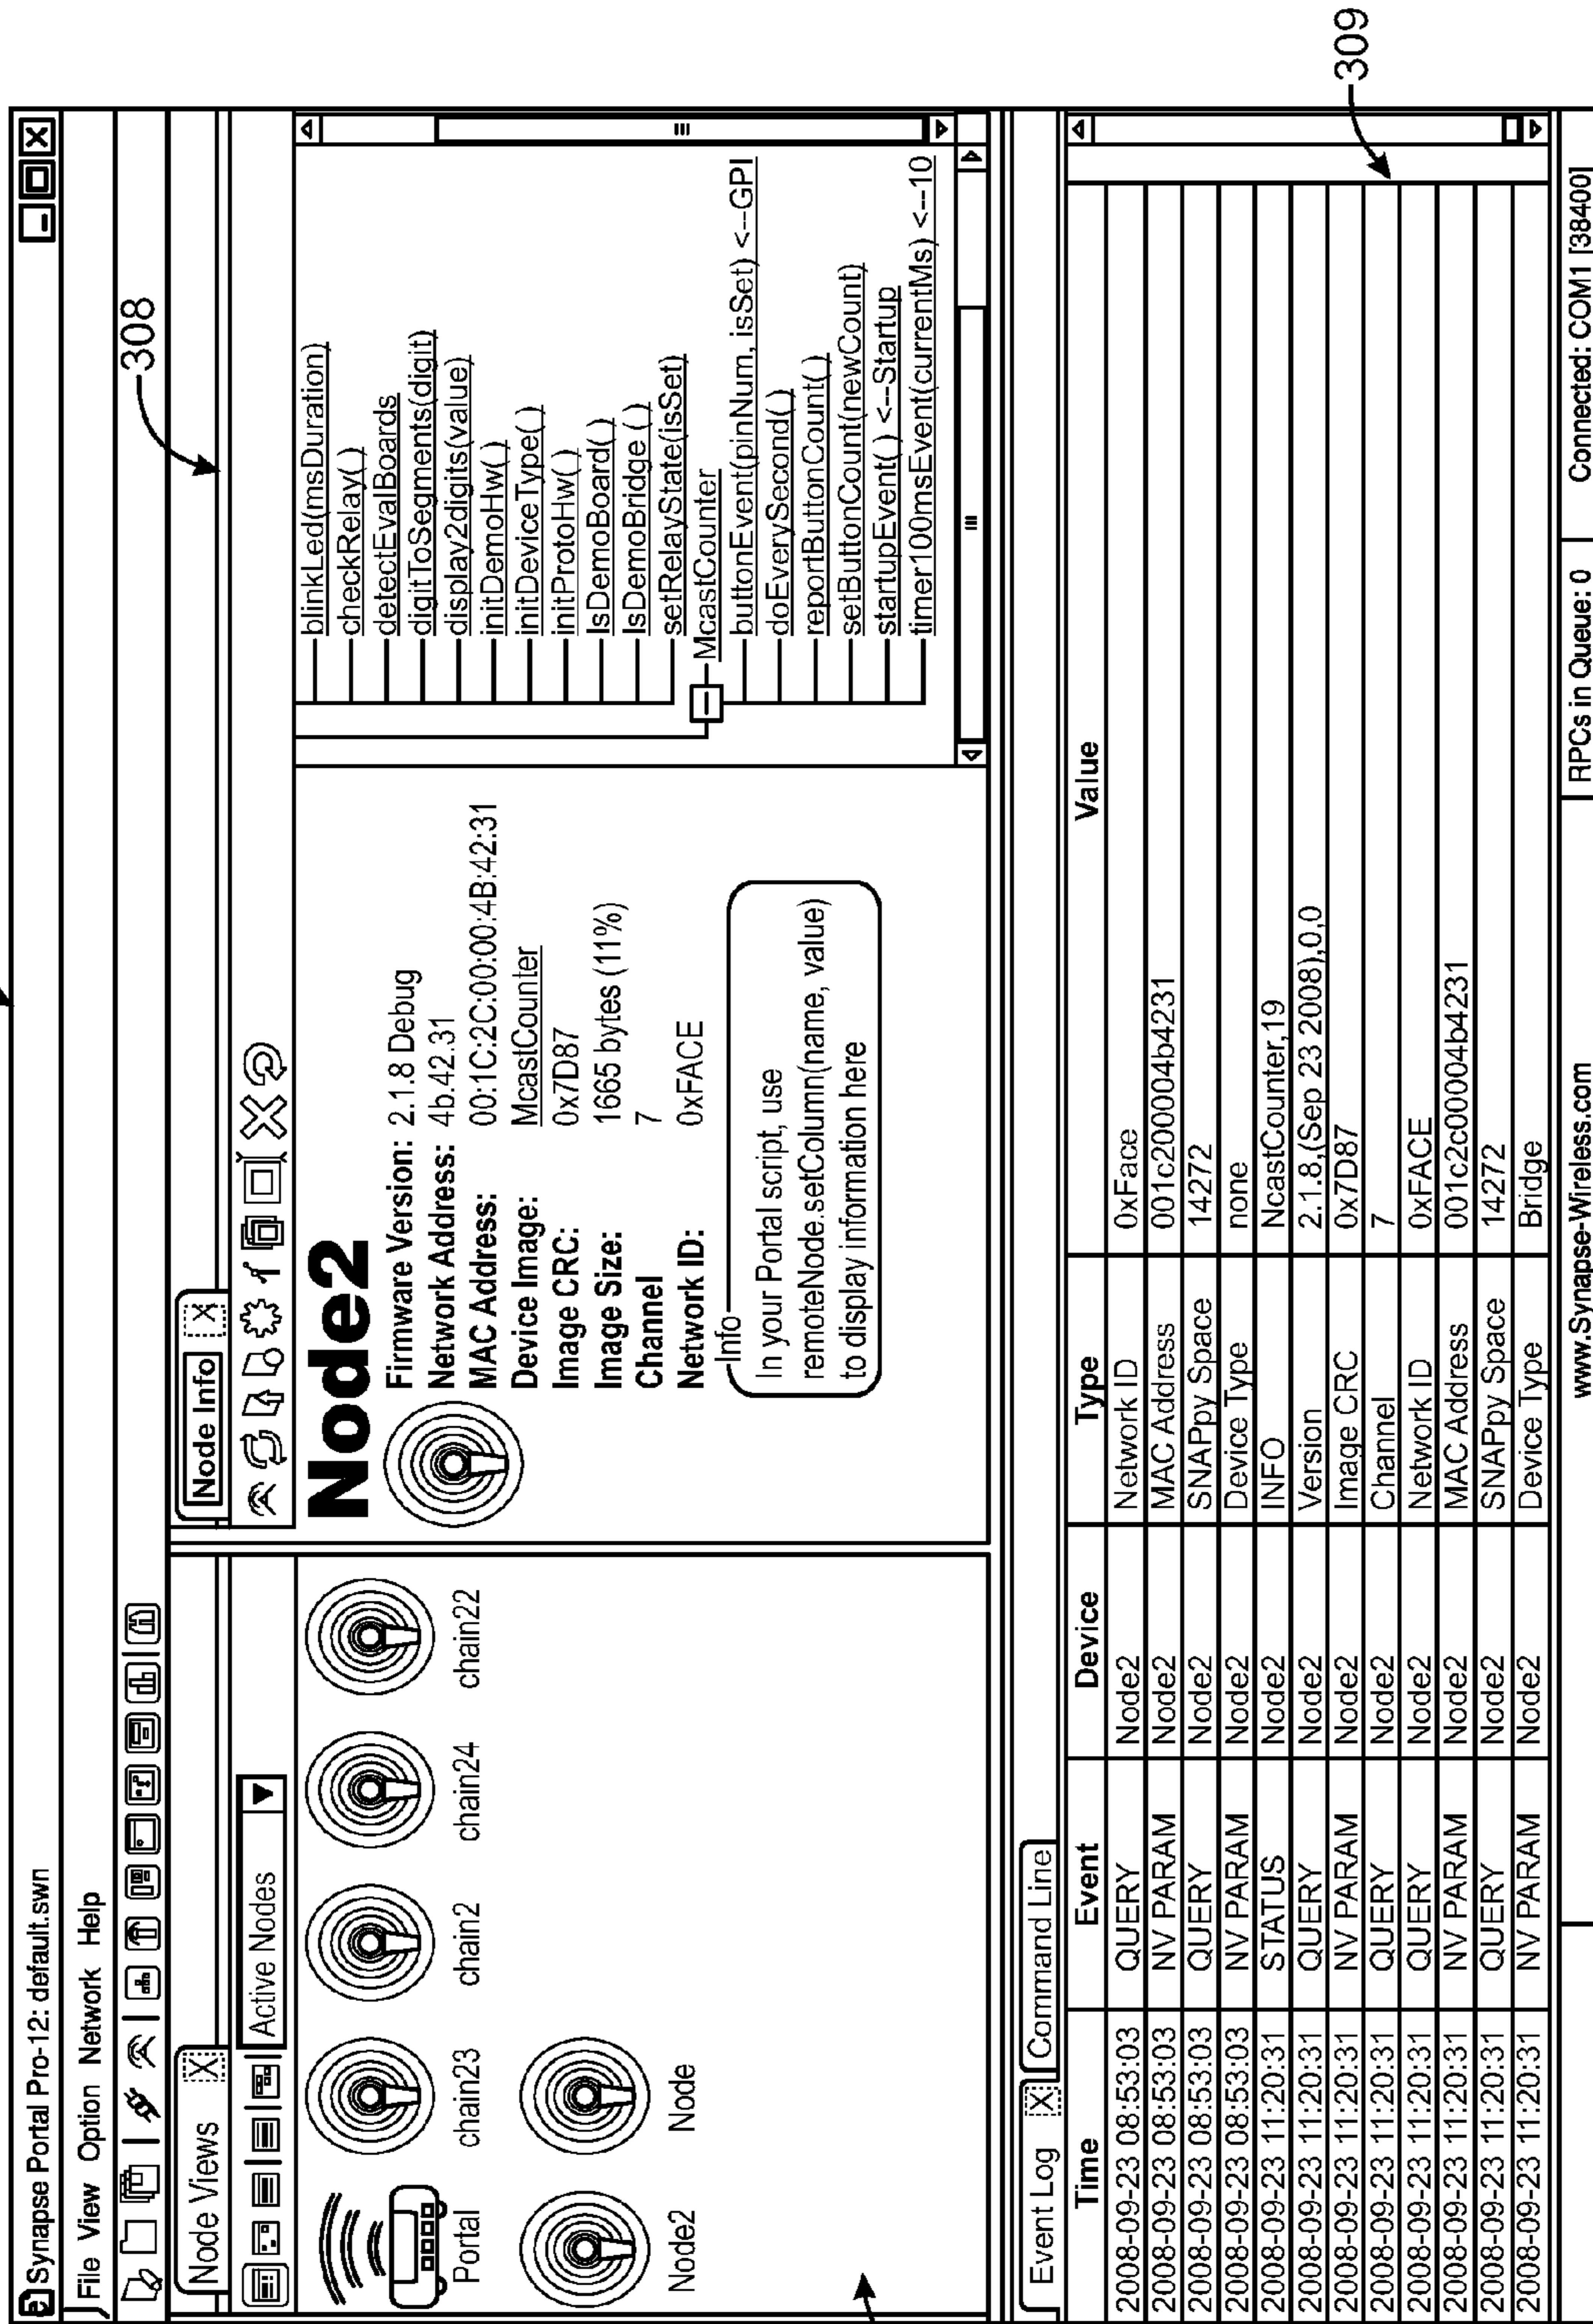 Synapse Portal Pro-12: default.swn
File View Option Network Help
308
Node Views X
Active Nodes
Portal
chain23
chain2
chain24
chain22
Node2
Node
Node Info X
Node2
Firmware Version: 2.1.8 Debug
Network Address: 4b.42.31
MAC Address: 00:1C:2C:00:00:4B:42:31
Device Image: McastCounter
Image CRC: 0x7D87
Image Size: 1665 bytes (11%)
Channel 7
Network ID: 0xFACE
Info
In your Portal script, use
remoteNode.setColumn(name, value)
to display information here
blinkLed(msDuration)
checkRelay( )
detectEvalBoards
digitToSegments(digit)
display2digits(value)
initDemoHw( )
initDeviceType( )
initProtoHw( )
IsDemoBoard( )
IsDemoBridge ( )
setRelayState(isSet)
McastCounter
buttonEvent(pinNum, isSet) <--GPI
doEverySecond( )
reportButtonCount( )
setButtonCount(newCount)
startupEvent( ) <--Startup
timer100msEvent(currentMs) <--10
Event Log X Command Line
Time Event Device Type Value
2008-09-23 08:53:03 QUERY Node2 Network ID 0xFace
2008-09-23 08:53:03 NV PARAM Node2 MAC Address 001c200004b4231
2008-09-23 08:53:03 QUERY Node2 SNAPpy Space 14272
2008-09-23 08:53:03 NV PARAM Node2 Device Type none
2008-09-23 11:20:31 STATUS Node2 INFO NcastCounter,19
2008-09-23 11:20:31 QUERY Node2 Version 2.1.8,(Sep 23 2008),0,0
2008-09-23 11:20:31 NV PARAM Node2 Image CRC 0x7D87
2008-09-23 11:20:31 QUERY Node2 Channel 7
2008-09-23 11:20:31 QUERY Node2 Network ID 0xFACE
2008-09-23 11:20:31 NV PARAM Node2 MAC Address 001c2c00004b4231
2008-09-23 11:20:31 QUERY Node2 SNAPpy Space 14272
2008-09-23 11:20:31 NV PARAM Node2 Device Type Bridge
309
www.Synapse-Wireless.com RPCs in Queue: 0 Connected: COM1 [38400]